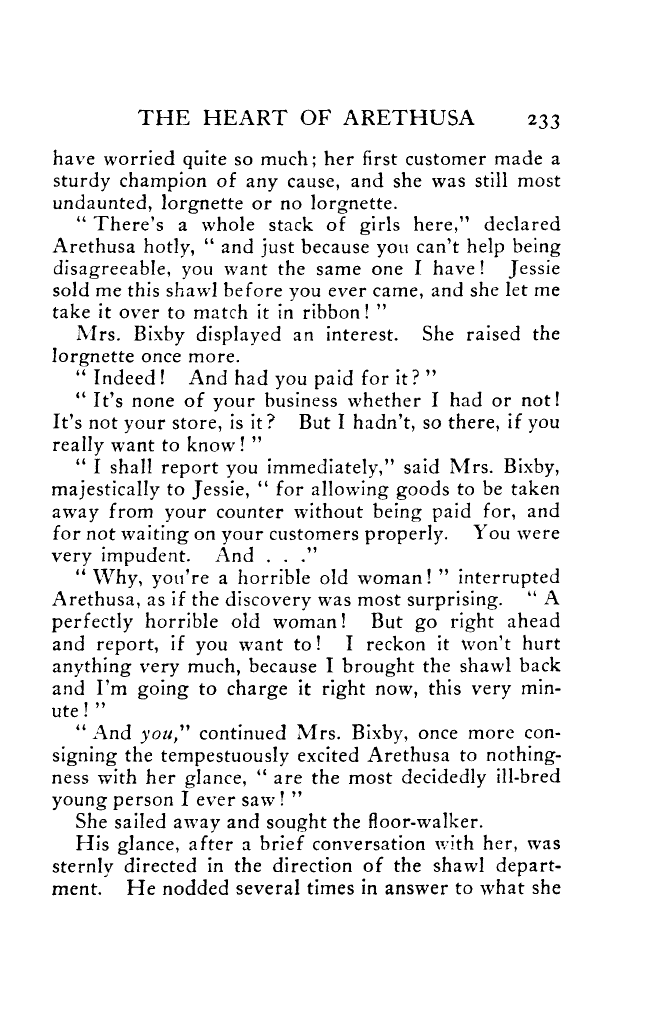 THE HEART OF ARETHUSA 233
have worried quite so much; her first customer made a
sturdy champion of any cause, and she was still most
undaunted, lorgnette or no lorgnette.
“ There's a whole stack of girls here,” declared
Arethusa hotly, “ and just because you can't help being
disagreeable, you want the same one I have! Jessie
sold me this shawl before you ever came, and she let me
take it over to match it in ribbon! ”
Mrs. Bixby displayed an interest. She raised the
lorgnette once more.
“ Indeed! And had you paid for it? ”
“ It's none of your business whether I had or not!
It's not your store, is it? But I hadn't, so there, if you
really want to know! ”
“ I shall report you immediately,” said Mrs. Bixby,
majestically to Jessie, “ for allowing goods to be taken
away from your counter without being paid for, and
for not waiting on your customers properly. You were
very impudent. And . . .”
“ Why, you're a horrible old woman! ” interrupted
Arethusa, as if the discovery was most surprising. “ A
perfectly horrible old woman! But go right ahead
and report, if you want to! I reckon it won't hurt
anything very much, because I brought the shawl back
and I'm going to charge it right now, this very min-
ute! ”
“ And you,” continued Mrs. Bixby, once more con-
signing the tempestuously excited Arethusa to nothing-
ness with her glance, “ are the most decidedly ill-bred
young person I ever saw! ”
She sailed away and sought the floor-walker.
His glance, after a brief conversation with her, was
sternly directed in the direction of the shawl depart-
ment. He nodded several times in answer to what she